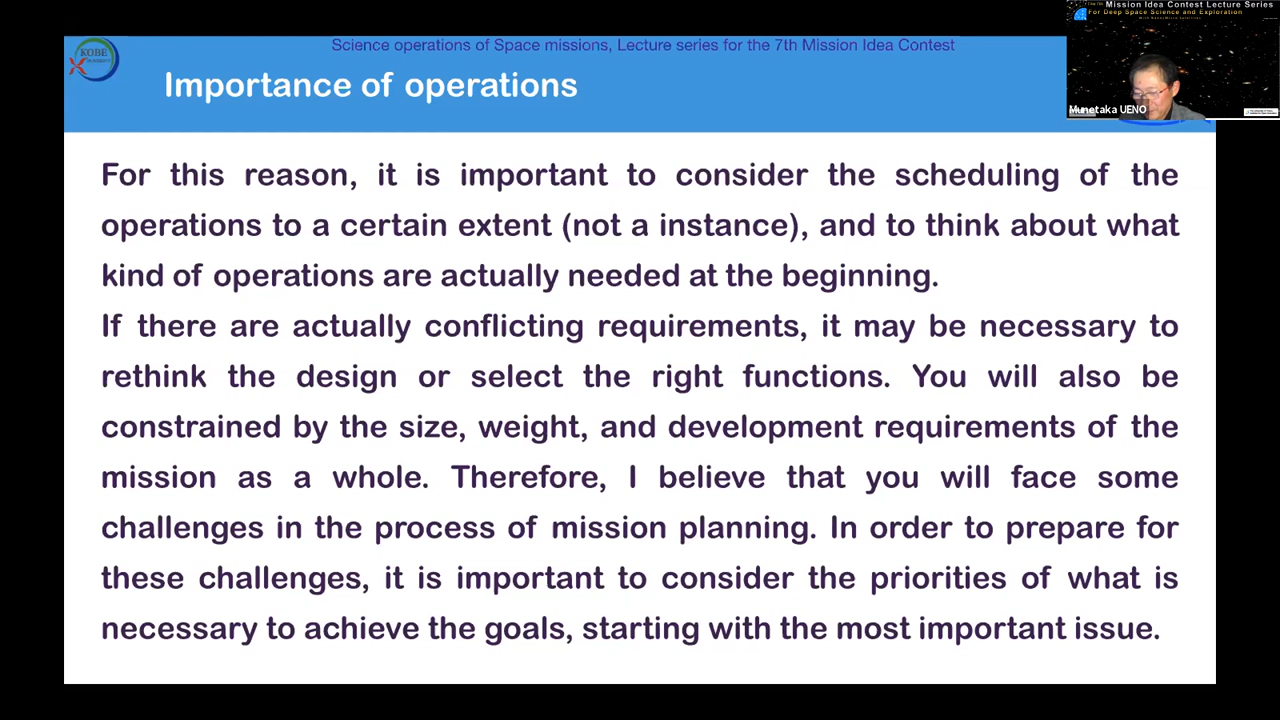 Science operations of Space missions, Lecture series for the 7th Mission Idea Contest
KOBE
Importance of operations
Mission Idea Contest Lecture Series
For Deep Space Science and Exploration
Munetaka UENO
For this reason, it is important to consider the scheduling of the
operations to a certain extent (not a instance), and to think about what
kind of operations are actually needed at the beginning.
If there are actually conflicting requirements, it may be necessary to
rethink the design or select the right functions. You will also be
constrained by the size, weight, and development requirements of the
mission as a whole. Therefore, I believe that you will face some
challenges in the process of mission planning. In order to prepare for
these challenges, it is important to consider the priorities of what is
necessary to achieve the goals, starting with the most important issue.